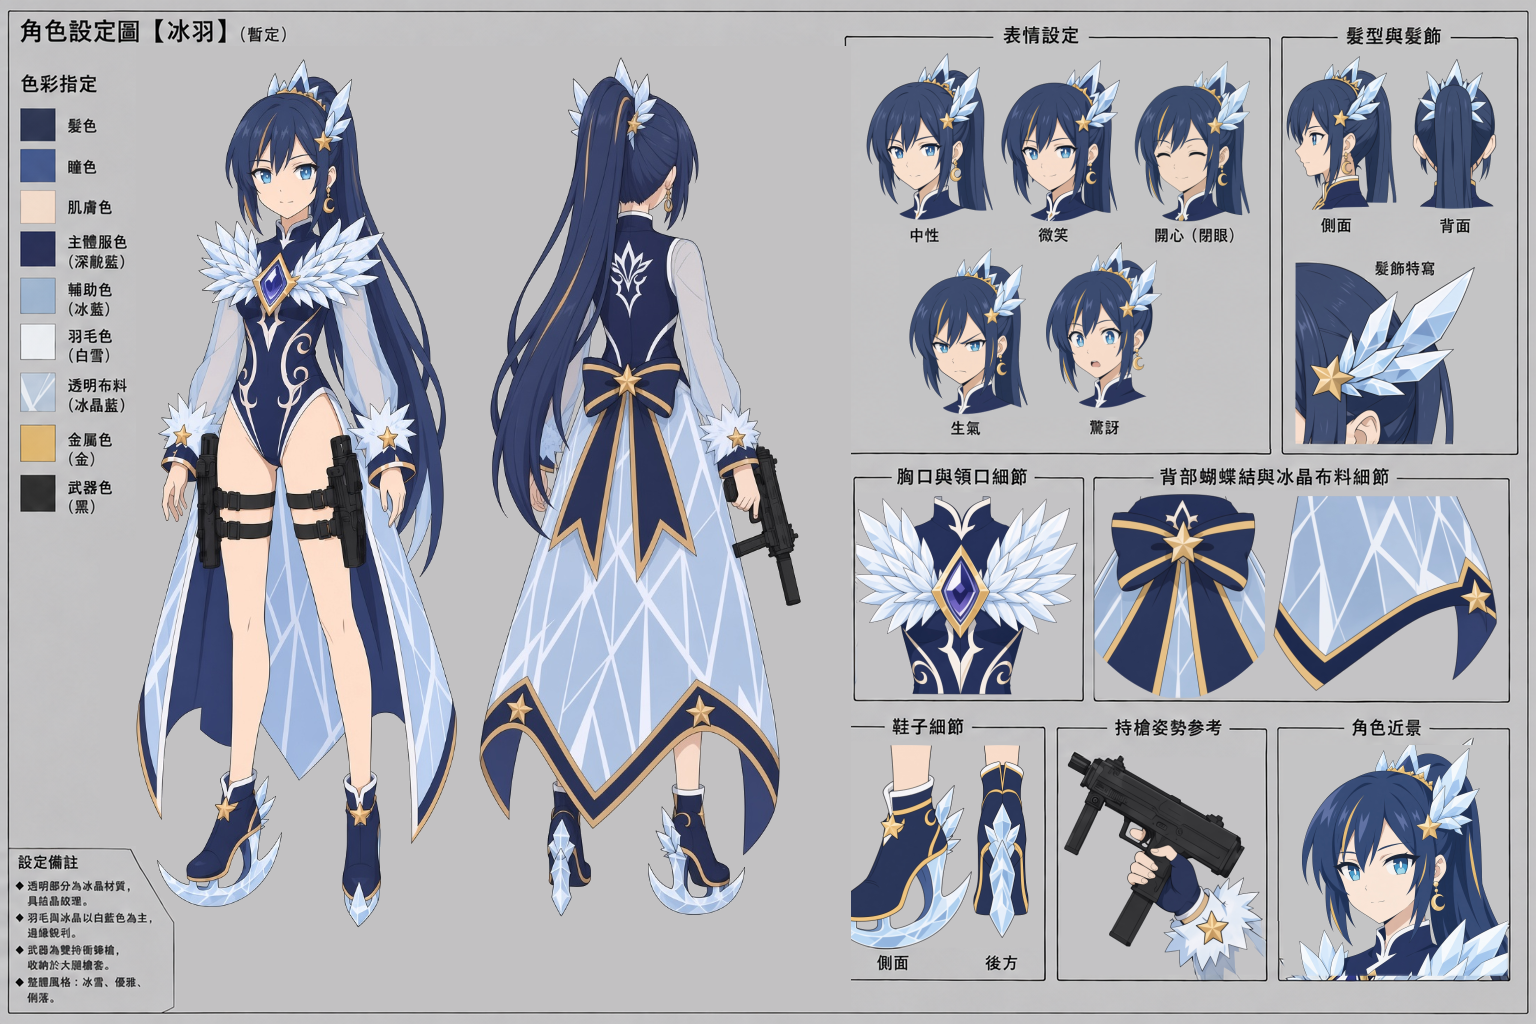 角色設定圖【冰羽】(暫定)
色彩指定
髮色
瞳色
肌膚色
主體服色
(深靛藍)
輔助色
(冰藍)
羽毛色
(白雪)
透明布料
(冰晶藍)
金属色
(金)
武器色
(黑)
設定備註
◆ 透明部分為冰晶材質，
具結晶紋理。
◆ 羽毛與冰晶以白藍色為主，
邊緣銳利。
◆ 武器為雙持衝鋒槍，
收納於大腿槍套。
◆ 整體風格：冰雪、優雅、
俐落。
表情設定
中性
微笑
開心（閉眼）
生氣
驚訝
髮型與髮飾
側面
背面
髮飾特寫
胸口與領口細節
背部蝴蝶結與冰晶布料細節
鞋子細節
側面
後方
持槍姿勢參考
角色近景